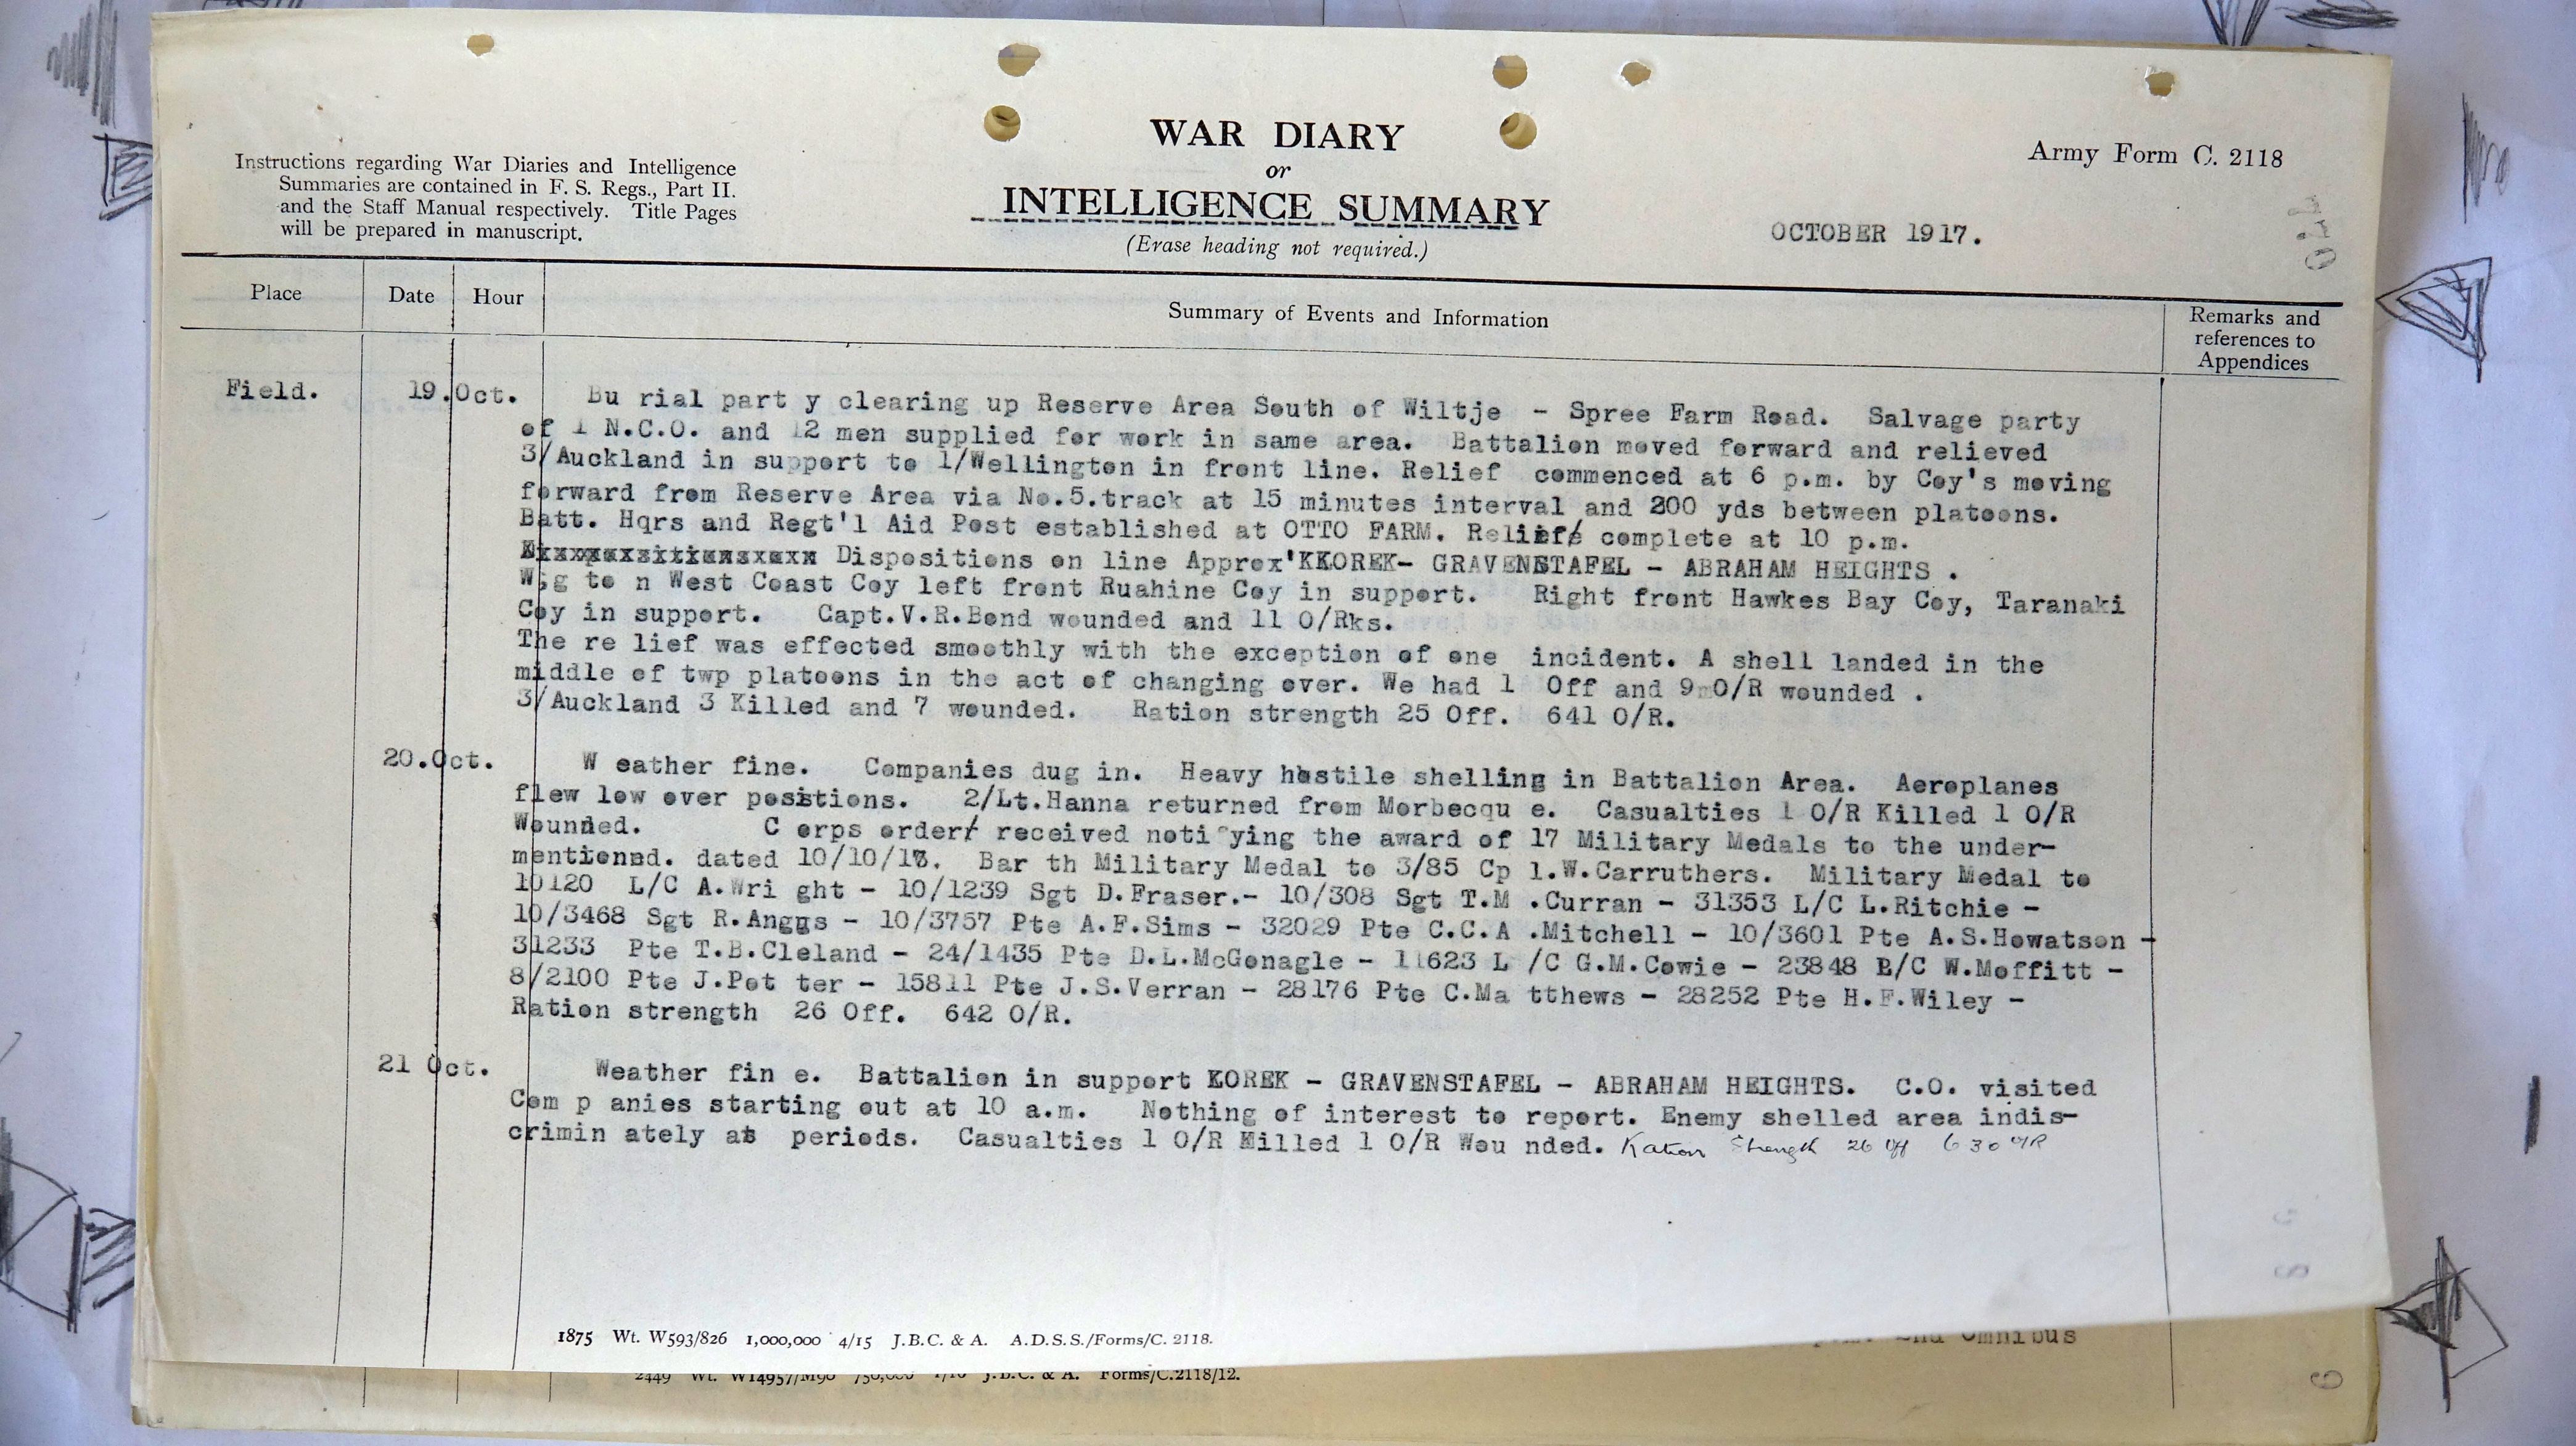 WAR DIARY
or
INTELLIGENCE SUMMARY
(Erase heading not required.)
Instructions regarding War Diaries and Intelligence
Summaries are contained in F. S. Regs., Part II.
and the Staff Manual respectively. Title Pages
will be prepared in manuscript.
Army Form C. 2118
OCTOBER 1917.
Place
Date
Hour
Summary of Events and Information
Remarks and
references to
Appendices
Field.
19.Oct.
Bu rial part y clearing up Reserve Area South of Wiltje - Spree Farm Road. Salvage party
of 1 N.C.O. and 12 men supplied for work in same area. Battalion moved forward and relieved
3/Auckland in support to 1/Wellington in front line. Relief commenced at 6 p.m. by Coy's moving
forward from Reserve Area via No.5.track at 15 minutes interval and 200 yds between platoons.
Batt. Hqrs and Regt'l Aid Post established at OTTO FARM. Relief complete at 10 p.m.
Dispositions on line Approx'KKOREK- GRAVENSTAFEL - ABRAHAM HEIGHTS .
W;g to n West Coast Coy left front Ruahine Coy in support. Right front Hawkes Bay Coy, Taranaki
Coy in support. Capt.V.R.Bond wounded and 11 O/Rks.
The re lief was effected smoothly with the exception of one incident. A shell landed in the
middle of twp platoons in the act of changing over. We had 1 Off and 9 O/R wounded .
3/Auckland 3 Killed and 7 wounded. Ration strength 25 Off. 641 O/R.
20.Oct.
W eather fine. Companies dug in. Heavy hostile shelling in Battalion Area. Aeroplanes
flew low over positions. 2/Lt.Hanna returned from Morbecqu e. Casualties 1 O/R Killed 1 O/R
Wounded. C orps order received notifying the award of 17 Military Medals to the under-
mentioned. dated 10/10/17. Bar th Military Medal to 3/85 Cp l.W.Carruthers. Military Medal to
10120 L/C A.Wri ght - 10/1239 Sgt D.Fraser.- 10/308 Sgt T.M .Curran - 31353 L/C L.Ritchie -
10/3468 Sgt R.Angus - 10/3757 Pte A.F.Sims - 32029 Pte C.C.A .Mitchell - 10/3601 Pte A.S.Howatson -
31233 Pte T.B.Cleland - 24/1435 Pte D.L.McGonagle - 11623 L /C G.M.Cowie - 23848 L/C W.Moffitt -
8/2100 Pte J.Pot ter - 15811 Pte J.S.Verran - 28176 Pte C.Ma tthews - 28252 Pte H.F.Wiley -
Ration strength 26 Off. 642 O/R.
21 Oct.
Weather fin e. Battalion in support KOREK - GRAVENSTAFEL - ABRAHAM HEIGHTS. C.O. visited
Com p anies starting out at 10 a.m. Nothing of interest to report. Enemy shelled area indis-
crimin ately at periods. Casualties 1 O/R Killed 1 O/R Wou nded. Ration Strength 26 Off 630 O/R
1875 Wt. W593/826 1,000,000 4/15 J.B.C. & A. A.D.S.S./Forms/C. 2118.
2449 Wt. W14957/M90 750,000 1/16 J.B.C. & A. Forms/C.2118/12.
Omnibus